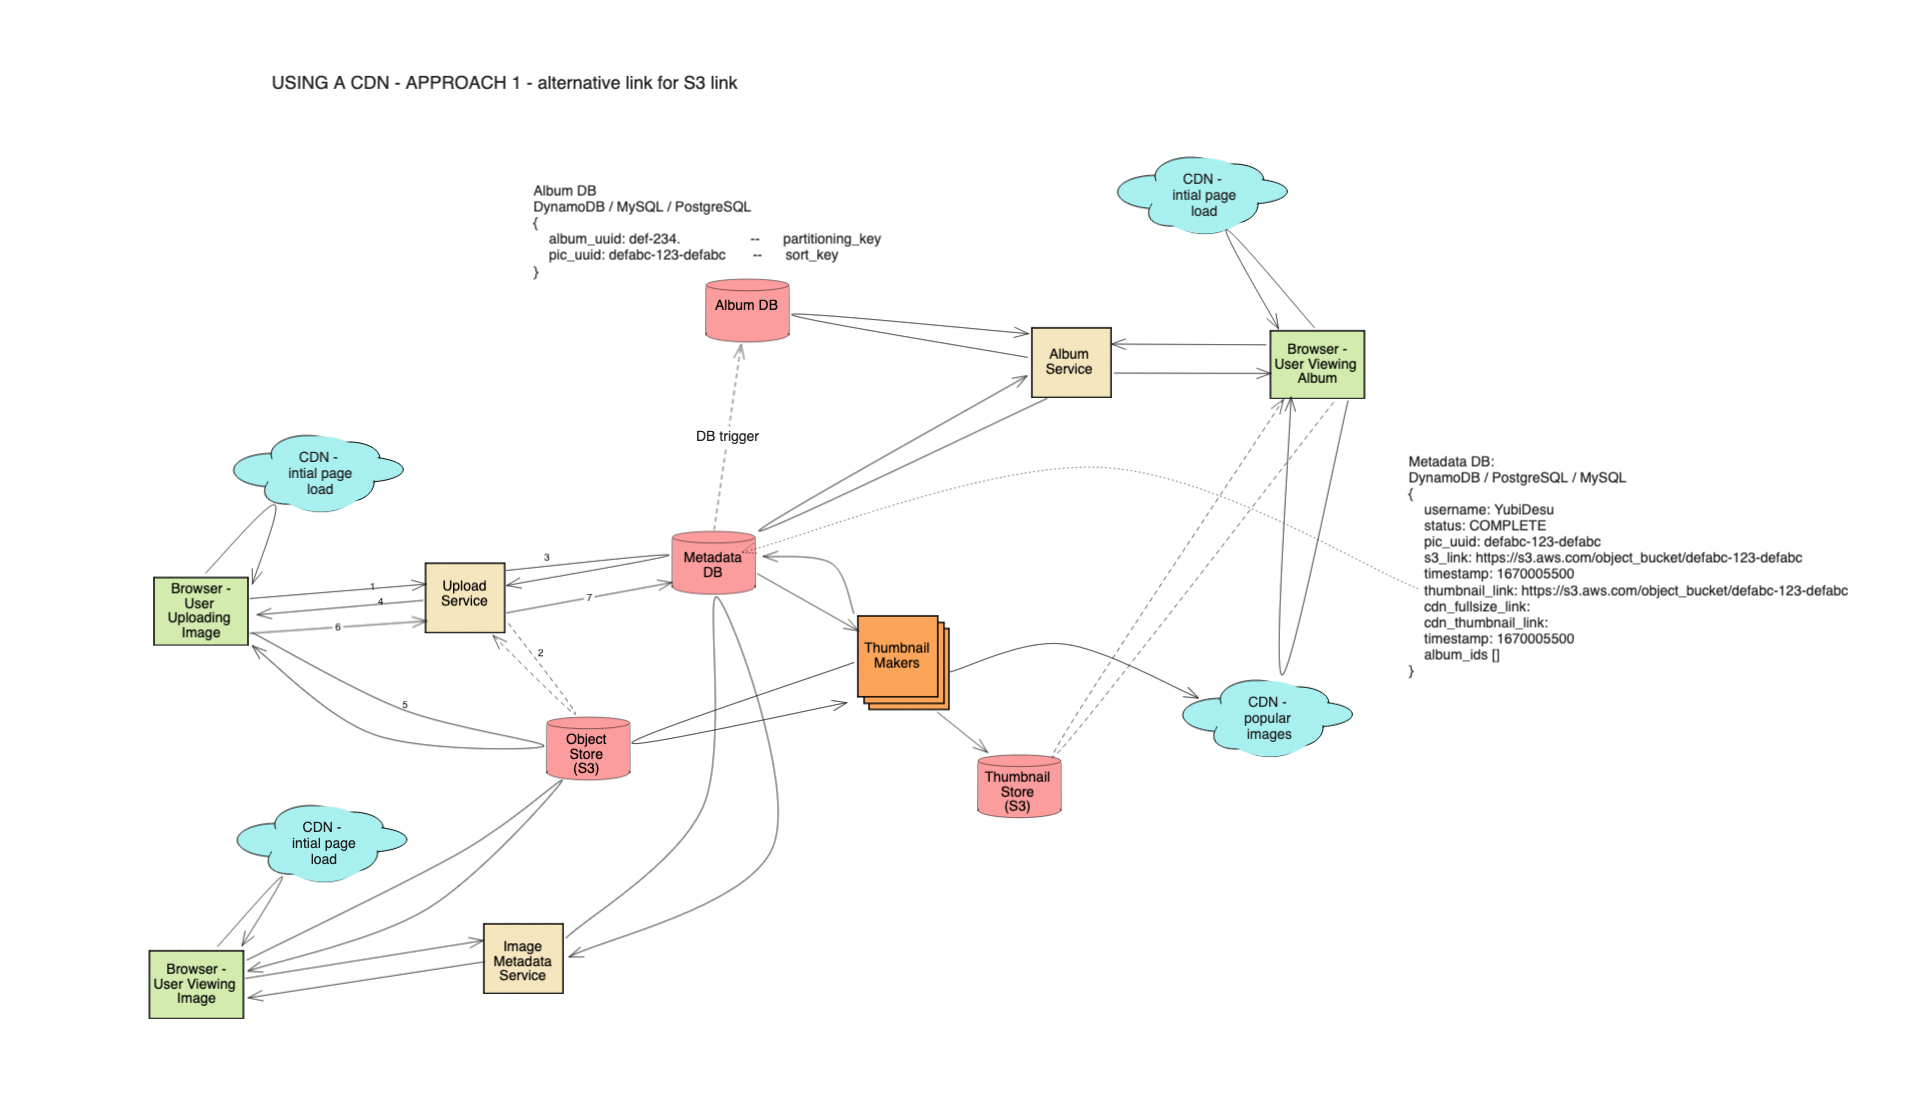 USING A CDN - APPROACH 1 - alternative link for S3 link
CDN -
intial page
load
Album DB
DynamoDB / MySQL / PostgreSQL
{
album_uuid: def-234. -- partitioning_key
pic_uuid: defabc-123-defabc -- sort_key
}
Album DB
Album
Service
Browser -
User Viewing
Album
DB trigger
CDN -
intial page
load
Metadata DB:
DynamoDB / PostgreSQL / MySQL
{
username: YubiDesu
status: COMPLETE
pic_uuid: defabc-123-defabc
s3_link: https://s3.aws.com/object_bucket/defabc-123-defabc
timestamp: 1670005500
thumbnail_link: https://s3.aws.com/object_bucket/defabc-123-defabc
cdn_fullsize_link:
cdn_thumbnail_link:
timestamp: 1670005500
album_ids []
}
Browser -
User
Uploading
Image
1
4
6
Upload
Service
3
7
Metadata
DB
2
5
Thumbnail
Makers
Object
Store
(S3)
CDN -
popular
images
Thumbnail
Store
(S3)
CDN -
intial page
load
Browser -
User Viewing
Image
Image
Metadata
Service